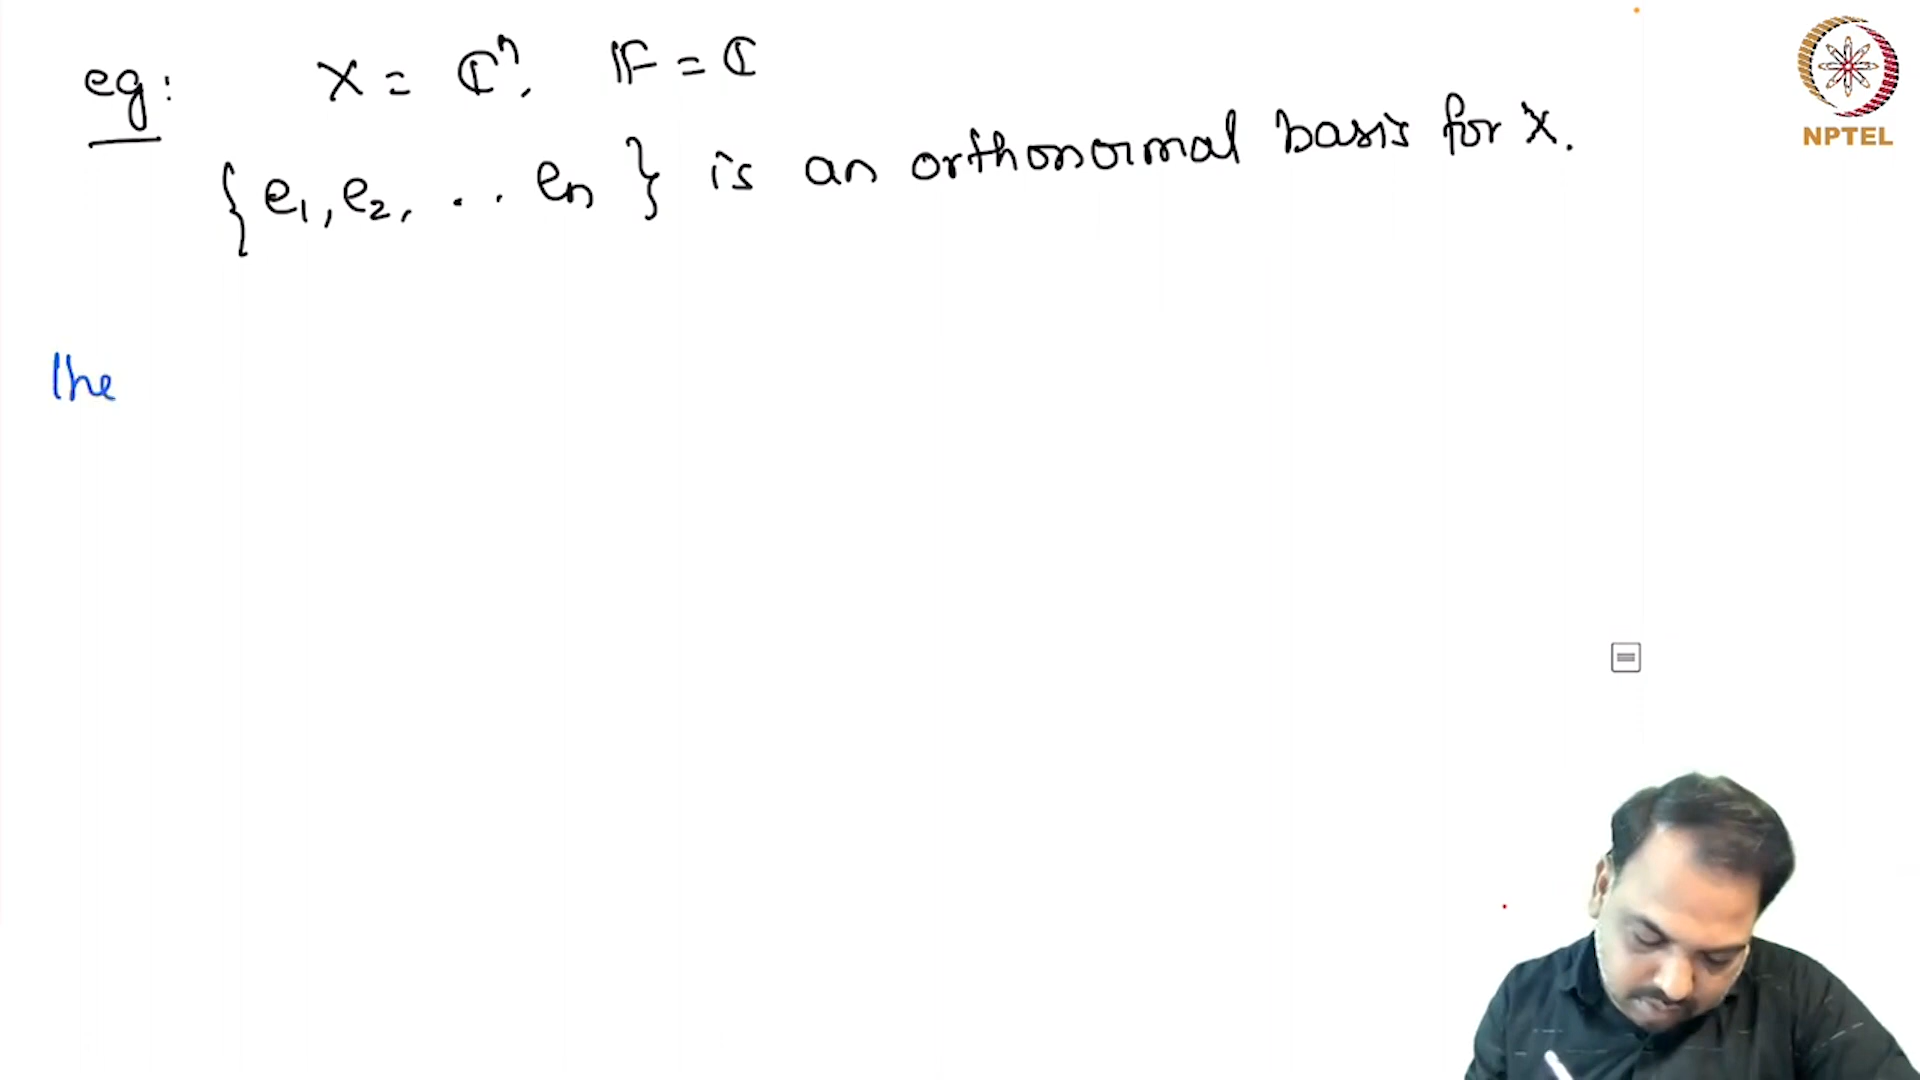 eg: X = ℂⁿ, 𝔽 = ℂ
{e₁, e₂, . . . eₙ} is an orthonormal basis for X.
The
NPTEL